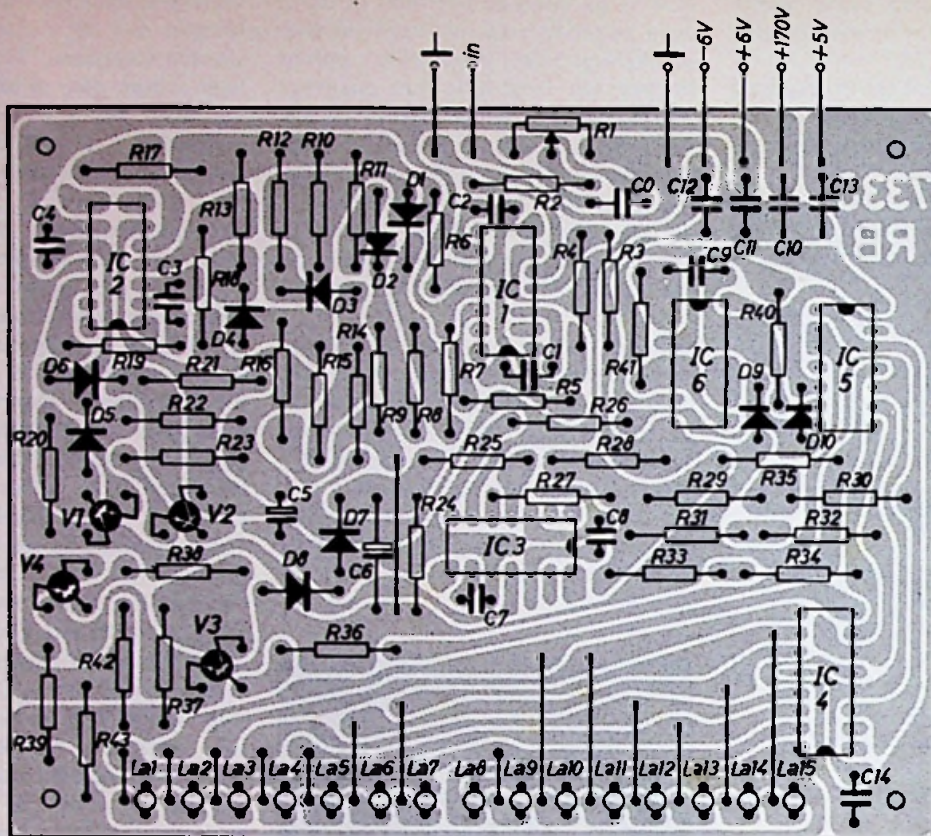 in
-6V
+6V
+170V
+5V
R17
R12
R10
R1
R11
D1
C2
R2
C0
C12
C13
7330
RB
C4
R13
R6
C11
C10
IC
2
C3
R18
D2
IC
1
R4
R3
C9
D4
D3
R41
IC
6
R40
IC
5
R19
R14
C1
D6
R21
R16
R15
R9
R8
R7
R5
D9
D5
R22
R26
D10
R20
R23
R25
R28
R35
R27
R29
R30
V1
V2
C5
D7
R24
IC3
C8
R31
R32
V4
R38
D8
C6
C7
R33
R34
V3
R36
R42
R37
IC
4
R39
R43
La1
La2
La3
La4
La5
La6
La7
La8
La9
La10
La11
La12
La13
La14
La15
C14